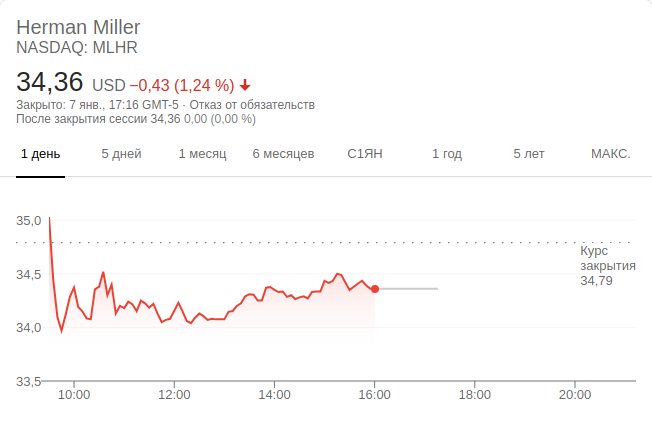 Herman Miller
NASDAQ: MLHR
34,36 USD −0,43 (1,24 %)
Закрыто: 7 янв., 17:16 GMT-5 · Отказ от обязательств
После закрытия сессии 34,36 0,00 (0,00 %)
1 день 5 дней 1 месяц 6 месяцев С1ЯН 1 год 5 лет МАКС.
35,0
Курс
закрытия
34,5
34,79
34,0
33,5
10:00 12:00 14:00 16:00 18:00 20:00